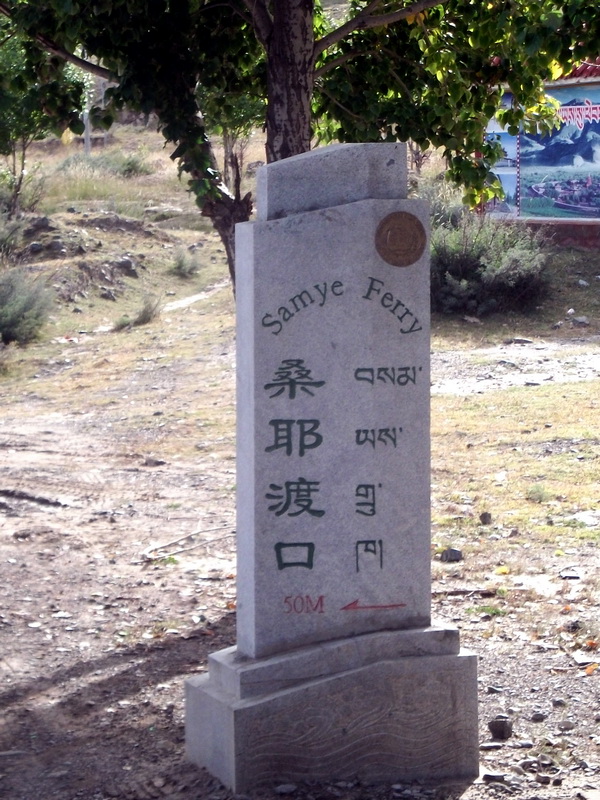 Samye Ferry
桑耶渡口
བསམ་
ཡས་
གྲུ་
ཁ།
50M